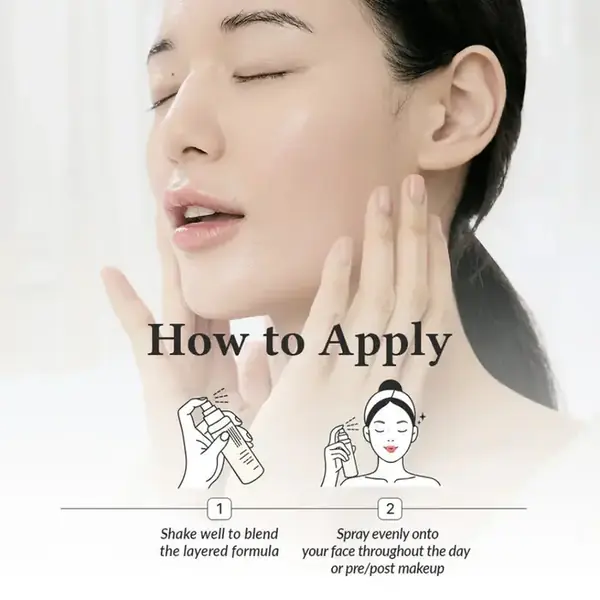 How to Apply
1
Shake well to blend
the layered formula
2
Spray evenly onto
your face throughout the day
or pre/post makeup